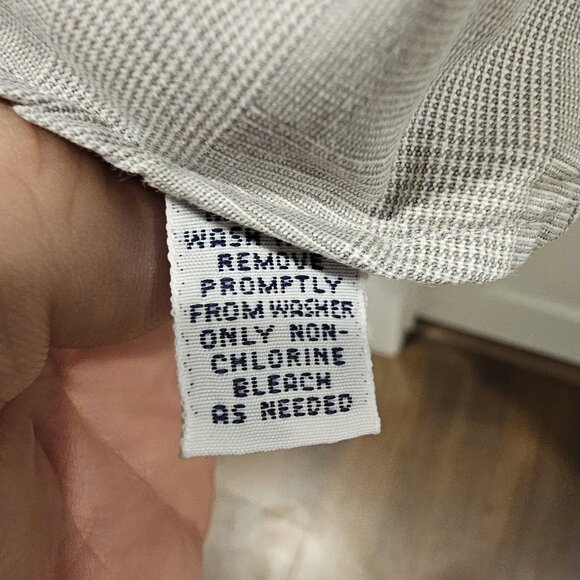 WASH
REMOVE
PROMPTLY
FROM WASHER
ONLY NON-
CHLORINE
BLEACH
AS NEEDED